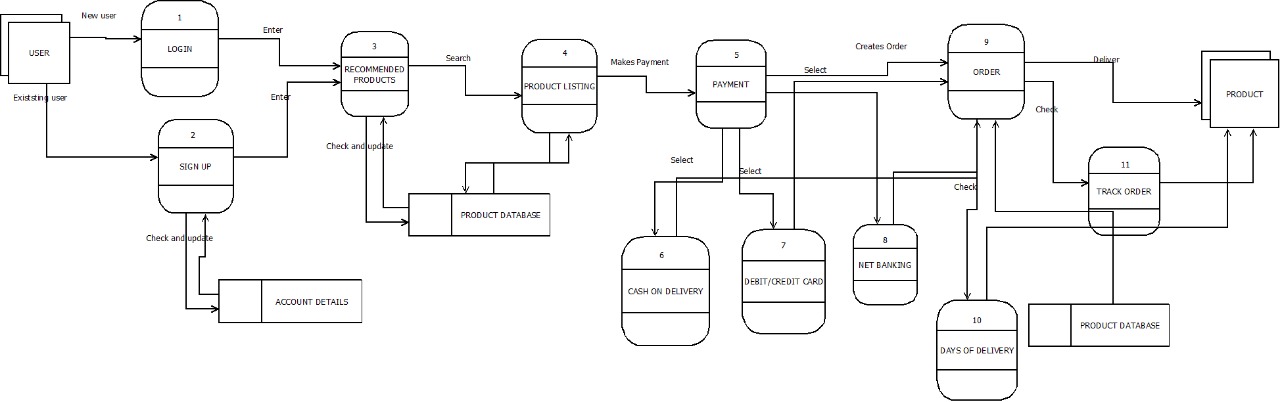 New user
1
LOGIN
USER
Existsting user
Enter
2
SIGN UP
Enter
Check and update
ACCOUNT DETAILS
3
RECOMMENDED
PRODUCTS
Search
Check and update
PRODUCT DATABASE
4
PRODUCT LISTING
Makes Payment
5
PAYMENT
Select
Select
Select
6
CASH ON DELIVERY
7
DEBIT/CREDIT CARD
8
NET BANKING
Creates Order
9
ORDER
Check
Check
10
DAYS OF DELIVERY
11
TRACK ORDER
PRODUCT DATABASE
Deliver
PRODUCT